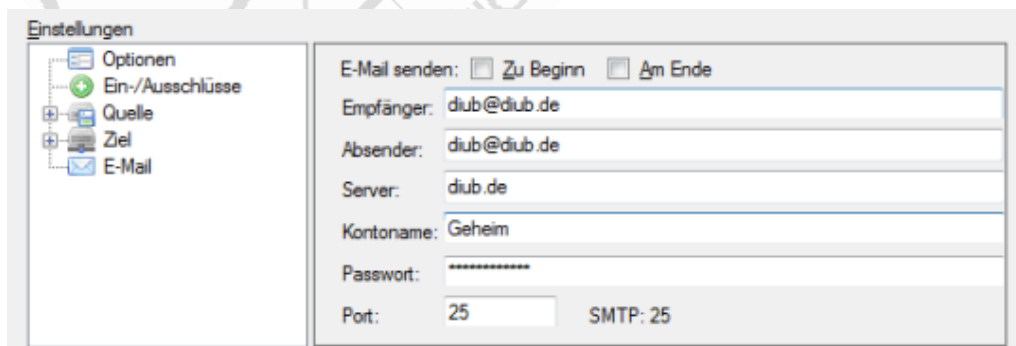 Einstellungen
Optionen
Ein-/Ausschlüsse
Quelle
Ziel
E-Mail
E-Mail senden: Zu Beginn Am Ende
Empfänger: diub@diub.de
Absender: diub@diub.de
Server: diub.de
Kontoname: Geheim
Passwort: *************
Port: 25 SMTP: 25